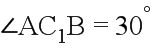 ∠AC₁B = 30°